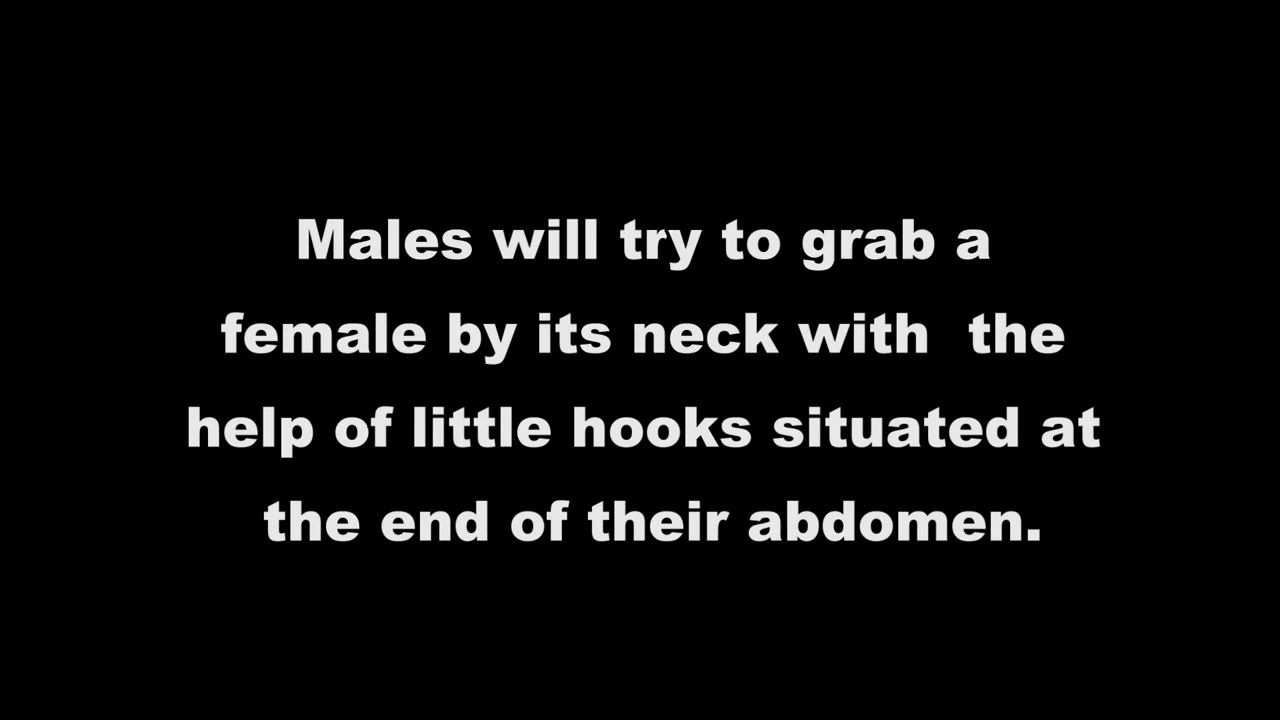 Males will try to grab a
female by its neck with  the
help of little hooks situated at
the end of their abdomen.